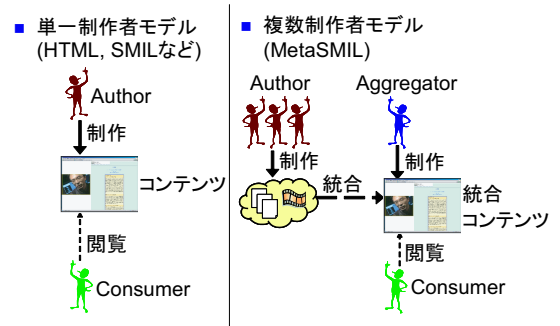 ■ 単一制作者モデル
(HTML, SMILなど)
Author
制作
コンテンツ
閲覧
Consumer
■ 複数制作者モデル
(MetaSMIL)
Author
Aggregator
制作
制作
統合
統合
コンテンツ
閲覧
Consumer